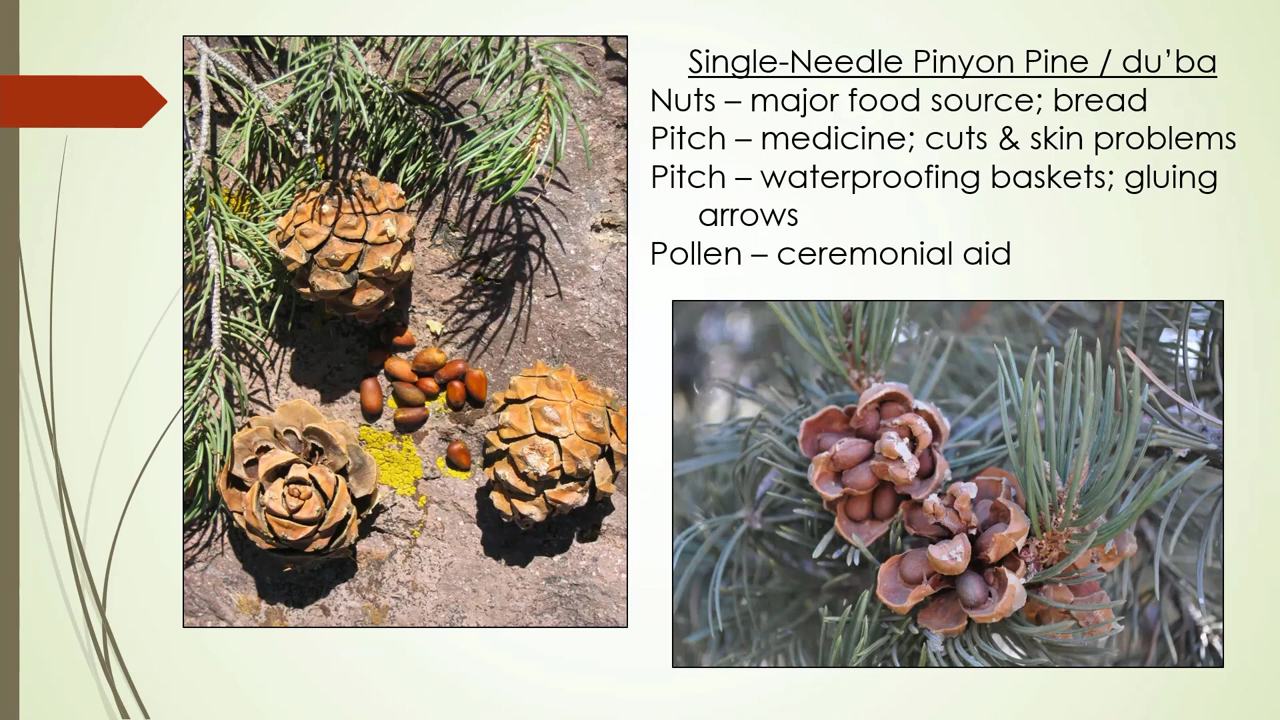 Single-Needle Pinyon Pine / du’ba
Nuts – major food source; bread
Pitch – medicine; cuts & skin problems
Pitch – waterproofing baskets; gluing
arrows
Pollen – ceremonial aid